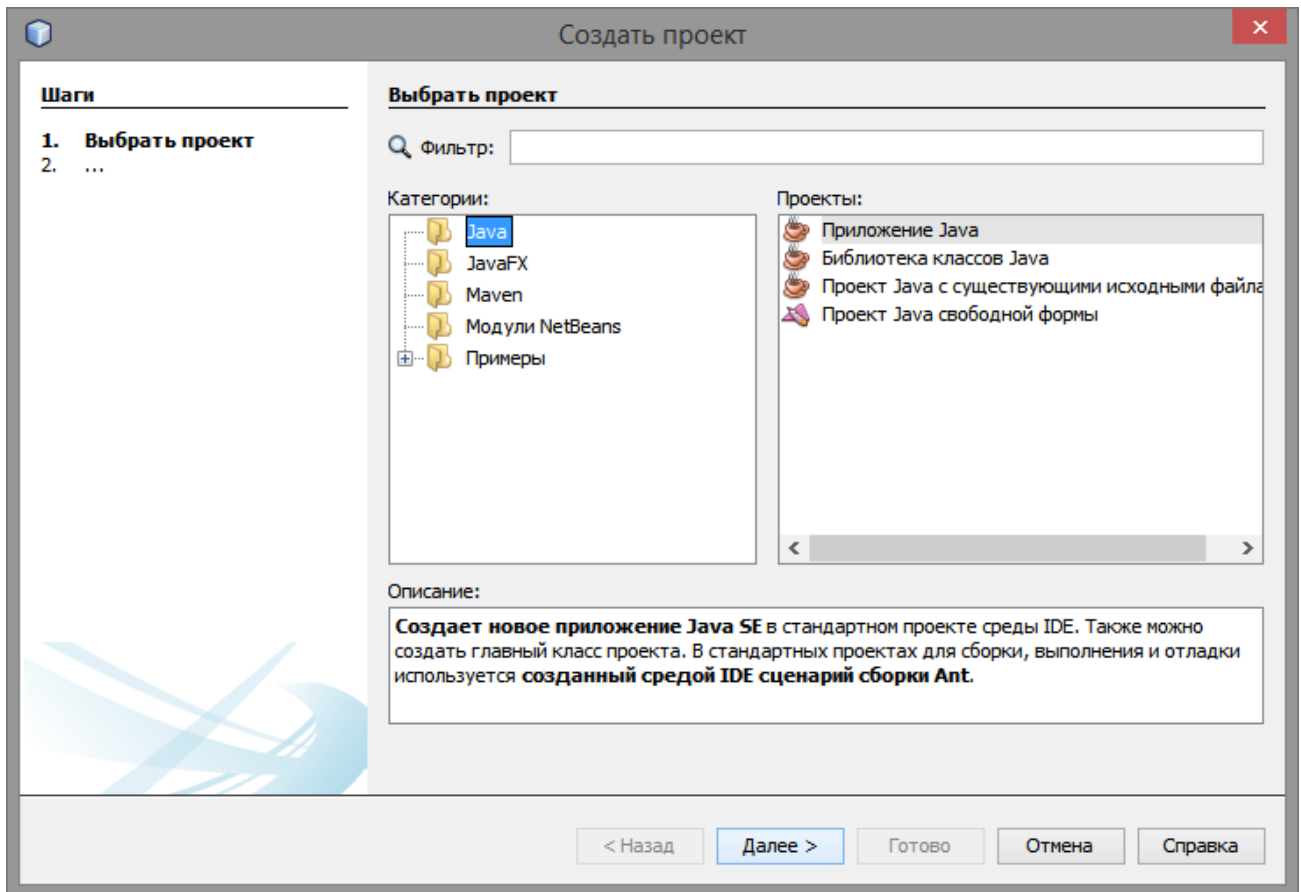 Создать проект
Шаги
1. Выбрать проект
2. ...
Выбрать проект
Фильтр:
Категории:
Java
JavaFX
Maven
Модули NetBeans
Примеры
Проекты:
Приложение Java
Библиотека классов Java
Проект Java с существующими исходными файла
Проект Java свободной формы
Описание:
Создает новое приложение Java SE в стандартном проекте среды IDE. Также можно
создать главный класс проекта. В стандартных проектах для сборки, выполнения и отладки
используется созданный средой IDE сценарий сборки Ant.
< Назад
Далее >
Готово
Отмена
Справка